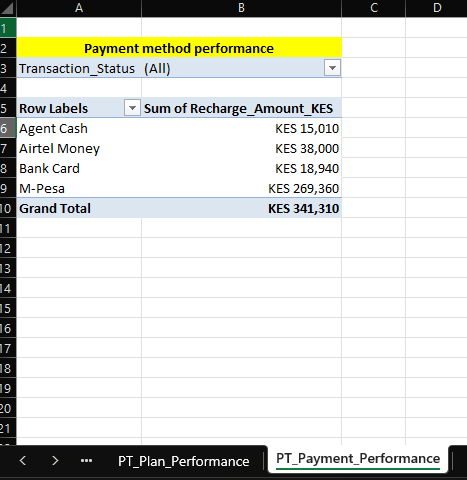 A B C D
1
2 Payment method performance
3 Transaction_Status (All)
4
5 Row Labels Sum of Recharge_Amount_KES
6 Agent Cash KES 15,010
7 Airtel Money KES 38,000
8 Bank Card KES 18,940
9 M-Pesa KES 269,360
10 Grand Total KES 341,310
11
12
13
14
15
16
17
18
19
20
21
PT_Plan_Performance PT_Payment_Performance